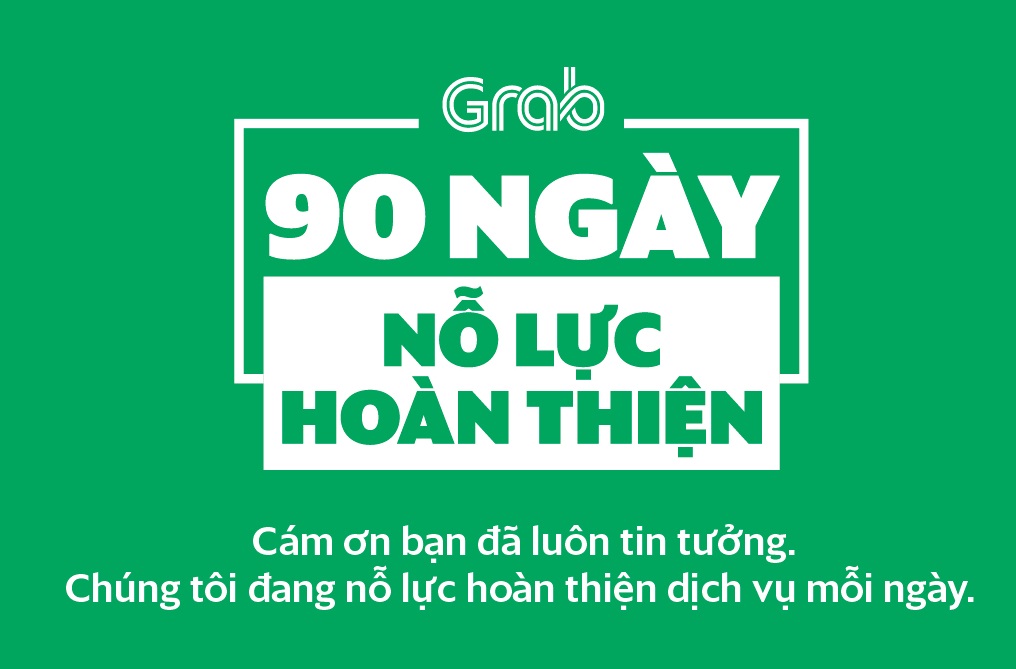 Grab
90 NGÀY
NỖ LỰC
HOÀN THIỆN
Cám ơn bạn đã luôn tin tưởng.
Chúng tôi đang nỗ lực hoàn thiện dịch vụ mỗi ngày.